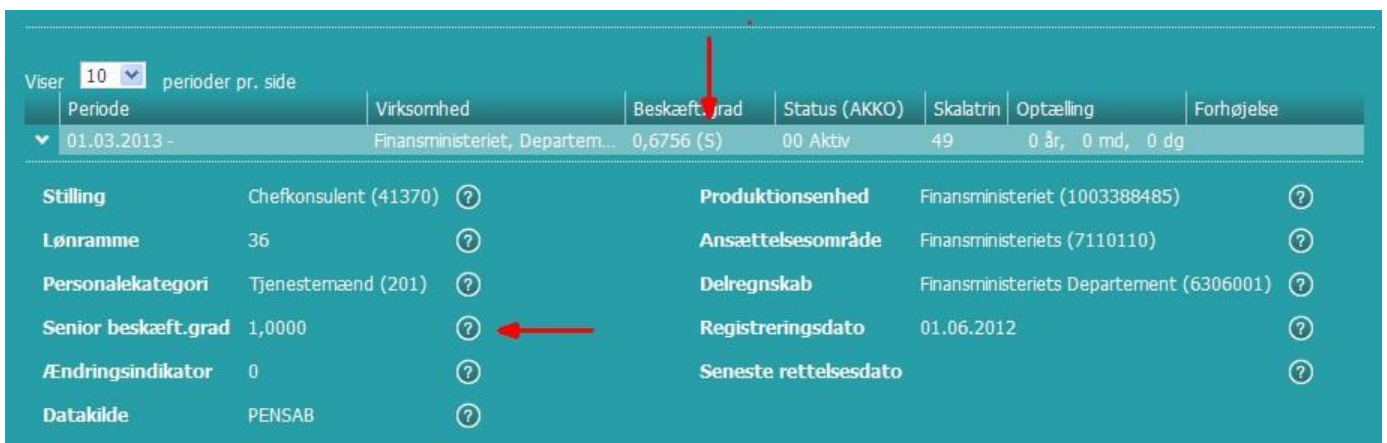 Viser 10 perioder pr. side
Periode Virksomhed Beskæft.grad Status (AKKO) Skalatrin Optælling Forhøjelse
01.03.2013 - Finansministeriet, Departem... 0,6756 (S) 00 Aktiv 49 0 år, 0 md, 0 dg
Stilling Chefkonsulent (41370) ? Produktionsenhed Finansministeriet (1003388485) ?
Lønramme 36 ? Ansættelsesområde Finansministeriets (7110110) ?
Personalekategori Tjenestemænd (201) ? Delregnskab Finansministeriets Departement (6306001) ?
Senior beskæft.grad 1,0000 ? Registreringsdato 01.06.2012 ?
Ændringsindikator 0 ? Seneste rettelsesdato ?
Datakilde PENSAB ?